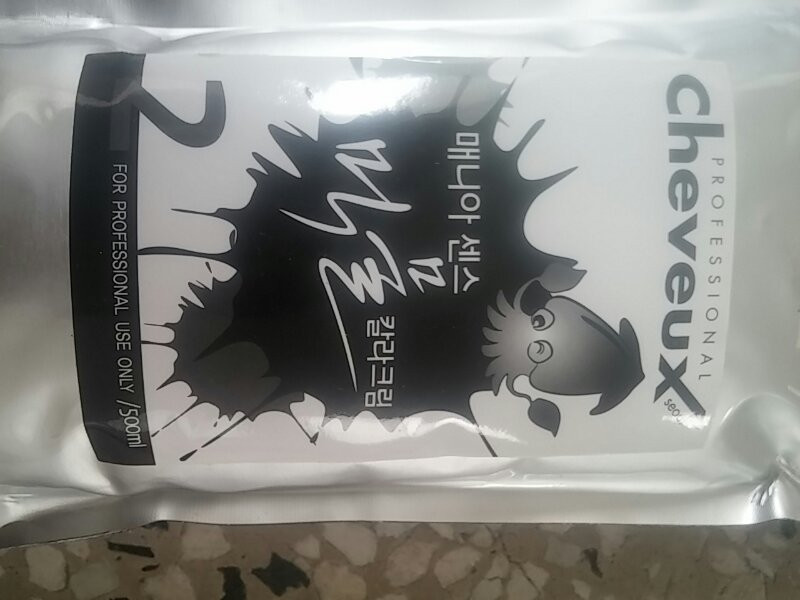 PROFESSIONAL
cheveux
seoul
매니아 센스
먹물
칼라크림
2
FOR PROFESSIONAL USE ONLY /500ml